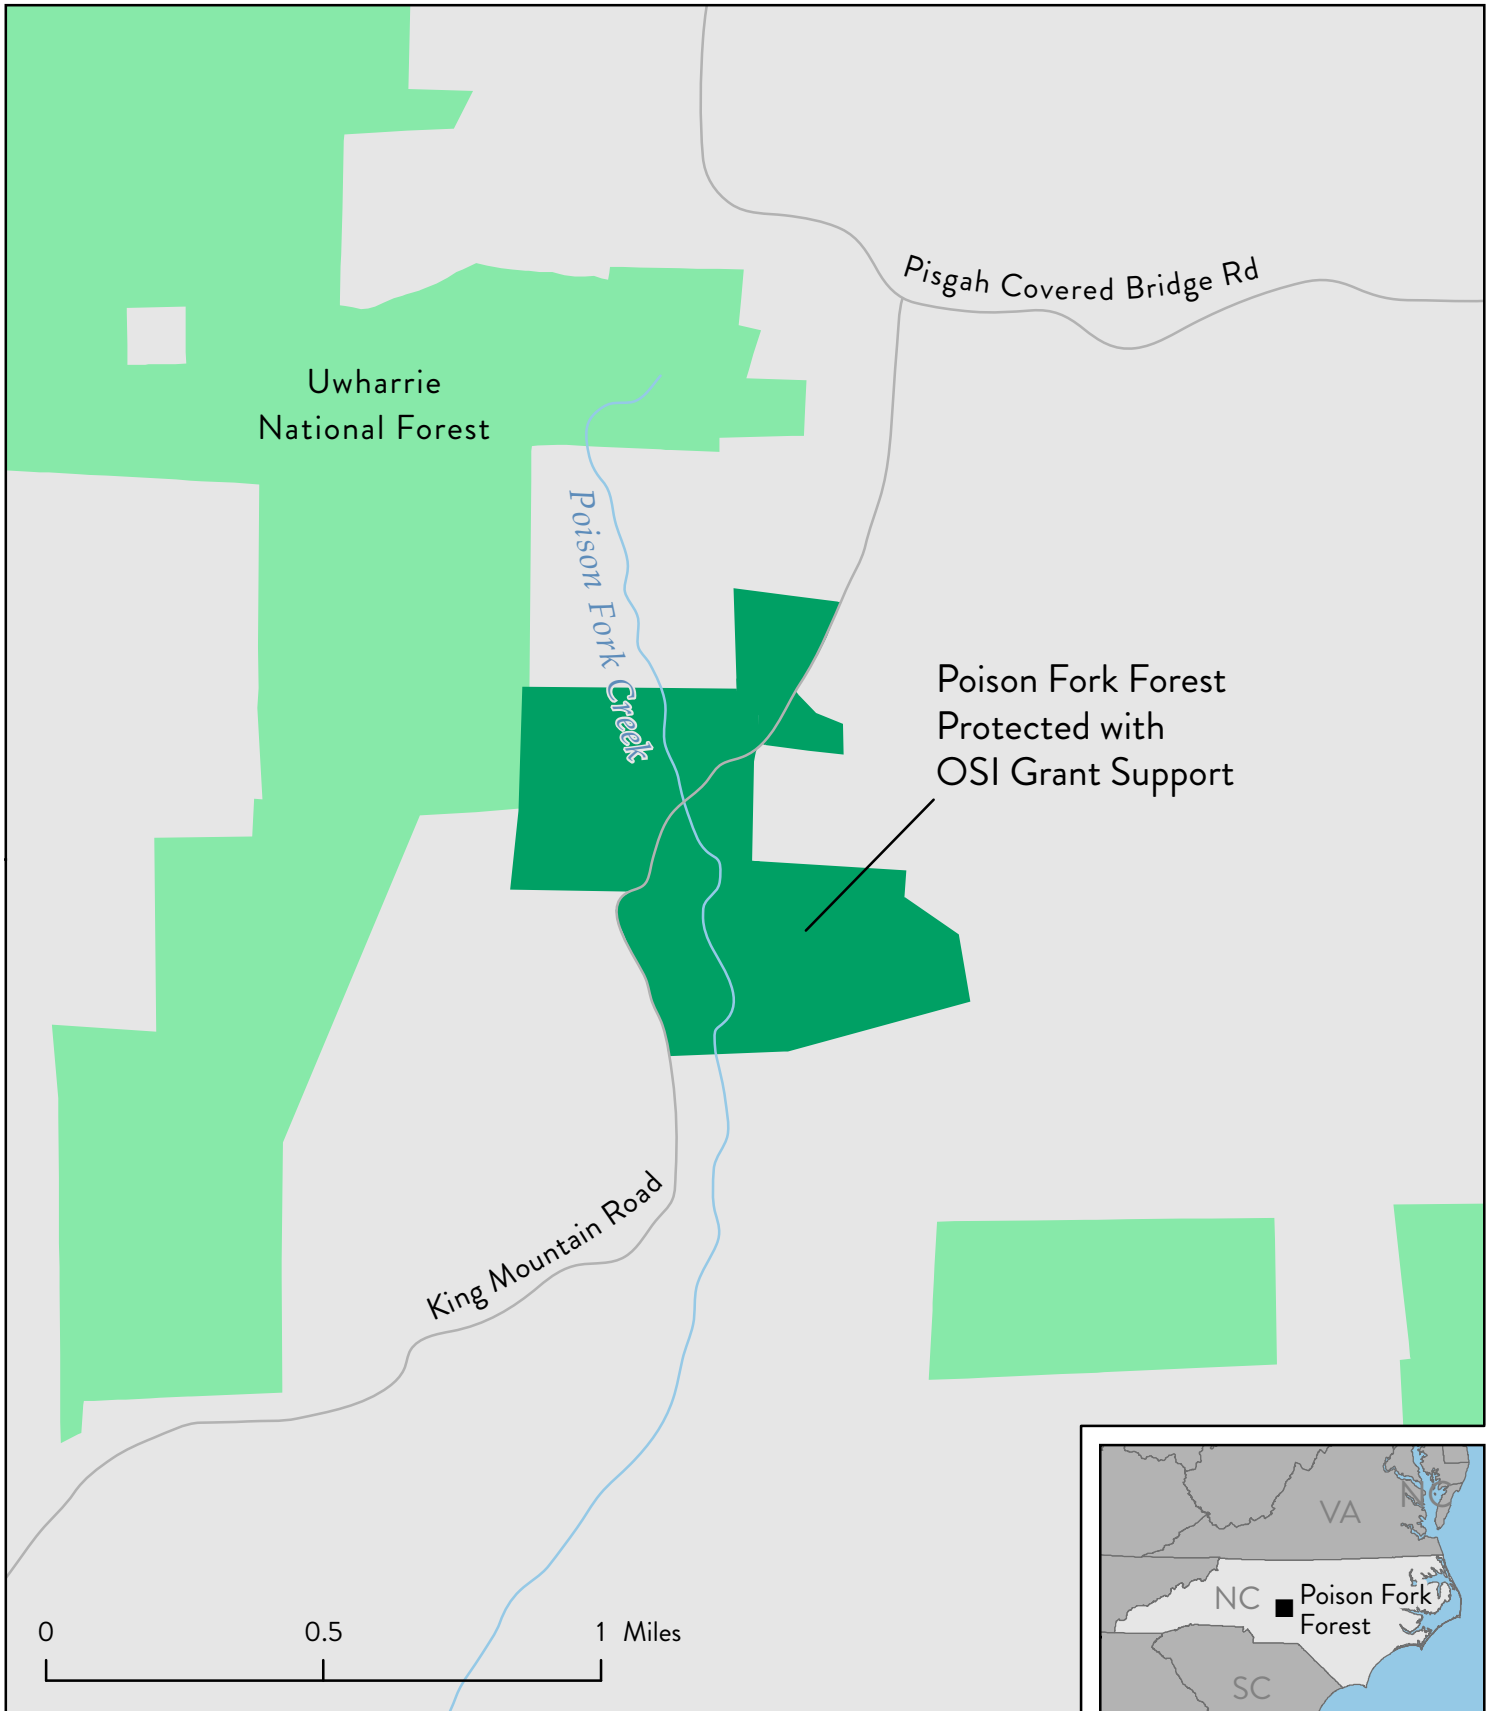 Pisgah Covered Bridge Rd
Uwharrie
National Forest
Poison Fork Creek
Poison Fork Forest
Protected with
OSI Grant Support
King Mountain Road
0 0.5 1 Miles
VA
NC
NC
Poison Fork
Forest
SC